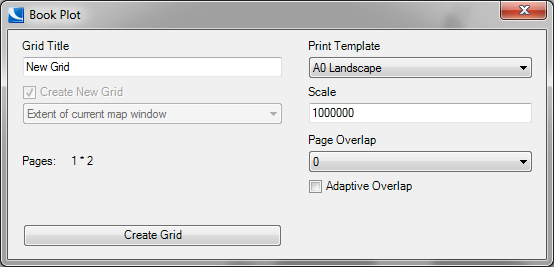 Book Plot
Grid Title
New Grid
Create New Grid
Extent of current map window
Pages: 1 * 2
Create Grid
Print Template
A0 Landscape
Scale
1000000
Page Overlap
0
Adaptive Overlap